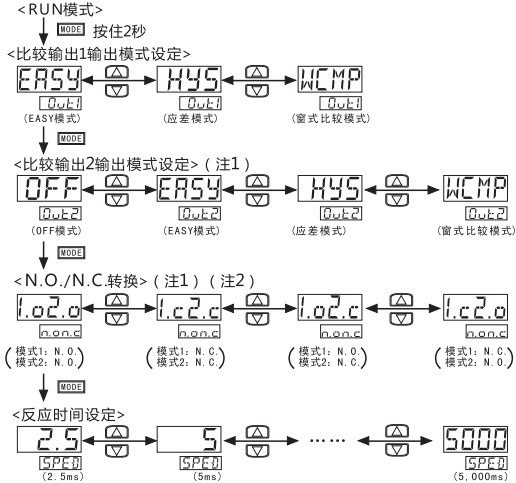 <RUN模式>
MODE 按住2秒
<比较输出1输出模式设定>
EASY HYS WCMP
Out1 Out1 Out1
(EASY模式) (应差模式) (窗式比较模式)
MODE
<比较输出2输出模式设定>(注1)
OFF EASY HYS WCMP
Out2 Out2 Out2 Out2
(OFF模式) (EASY模式) (应差模式) (窗式比较模式)
MODE
<N.O./N.C.转换>(注1)(注2)
1.o2.o 1.c2.c 1.o2.c 1.c2.o
n.on.c n.on.c n.on.c n.on.c
(模式1: N.O. 模式2: N.O.) (模式1: N.C. 模式2: N.C.) (模式1: N.O. 模式2: N.C.) (模式1: N.C. 模式2: N.O.)
MODE
<反应时间设定>
2.5 5 ······ 5000
SPED SPED SPED
(2.5ms) (5ms) (5,000ms)